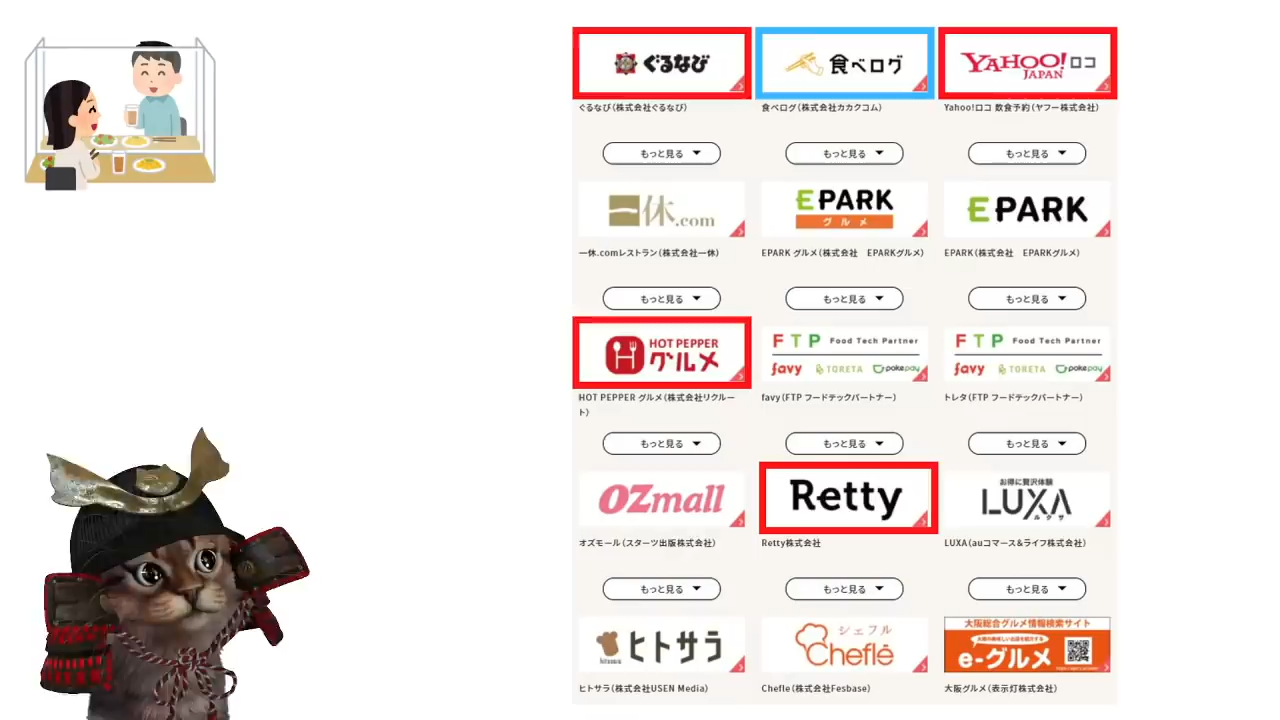 ぐるなび
食べログ
YAHOO! JAPAN ロコ
ぐるなび（株式会社ぐるなび）
食べログ（株式会社カカクコム）
Yahoo!ロコ 飲食予約（ヤフー株式会社）
もっと見る
もっと見る
もっと見る
一休.com
EPARK
グルメ
EPARK
一休.comレストラン（株式会社一休）
EPARK グルメ（株式会社　EPARKグルメ）
EPARK（株式会社　EPARKグルメ）
もっと見る
もっと見る
もっと見る
HOT PEPPER
グルメ
FTP Food Tech Partner
favy TORETA pokepay
FTP Food Tech Partner
favy TORETA pokepay
HOT PEPPER グルメ（株式会社リクルー
ト）
favy（FTP フードテックパートナー）
トレタ（FTP フードテックパートナー）
もっと見る
もっと見る
もっと見る
OZmall
Retty
お得に贅沢体験
LUXA
ルクサ
オズモール（スターツ出版株式会社）
Retty株式会社
LUXA（auコマース&ライフ株式会社）
もっと見る
もっと見る
もっと見る
ヒトサラ
シェフル
Cheflé
大阪総合グルメ情報検索サイト
e-グルメ
ヒトサラ（株式会社USEN Media）
Chefle（株式会社Fesbase）
大阪グルメ（表示灯株式会社）